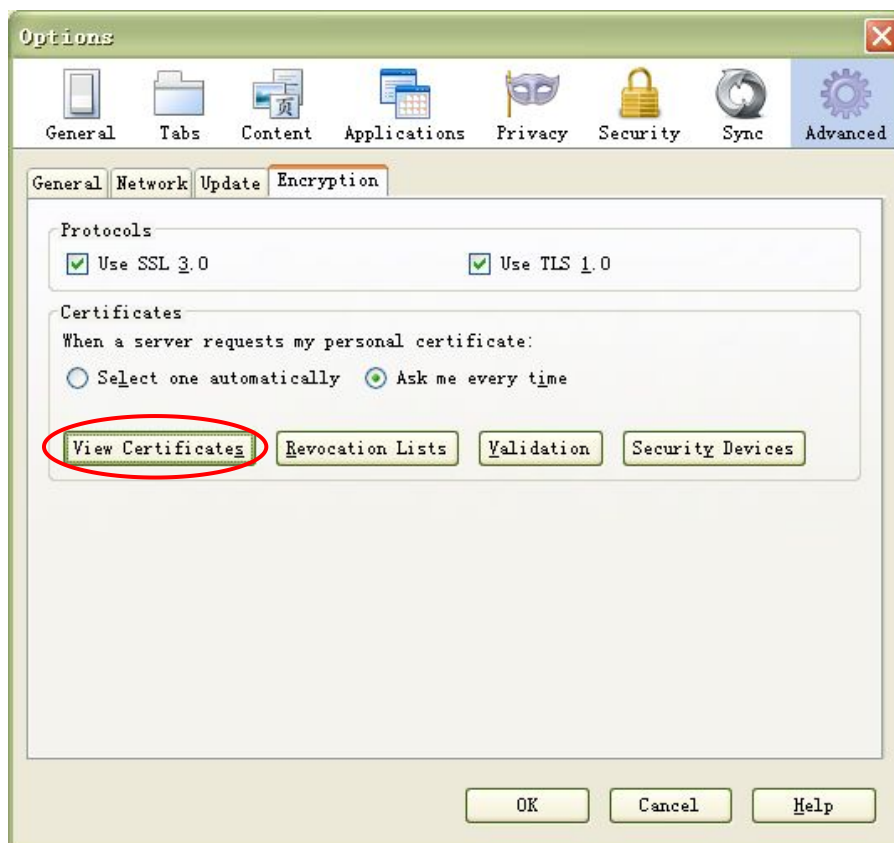 Options
页
General Tabs Content Applications Privacy Security Sync Advanced
General Network Update Encryption
Protocols
Use SSL 3.0 Use TLS 1.0
Certificates
When a server requests my personal certificate:
Select one automatically Ask me every time
View Certificates Revocation Lists Validation Security Devices
OK Cancel Help